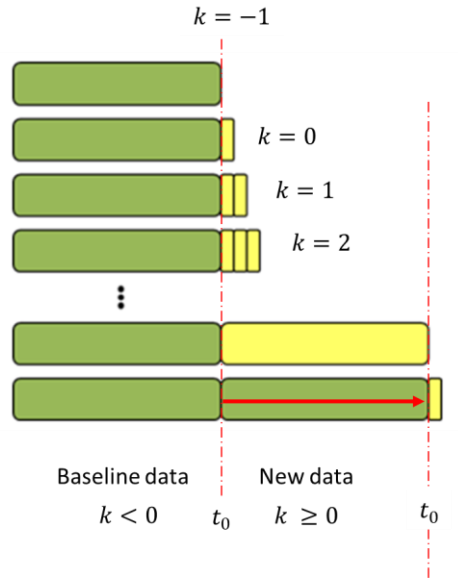 k = −1
k = 0
k = 1
k = 2
Baseline data New data
k < 0 t₀ k ≥ 0 t₀